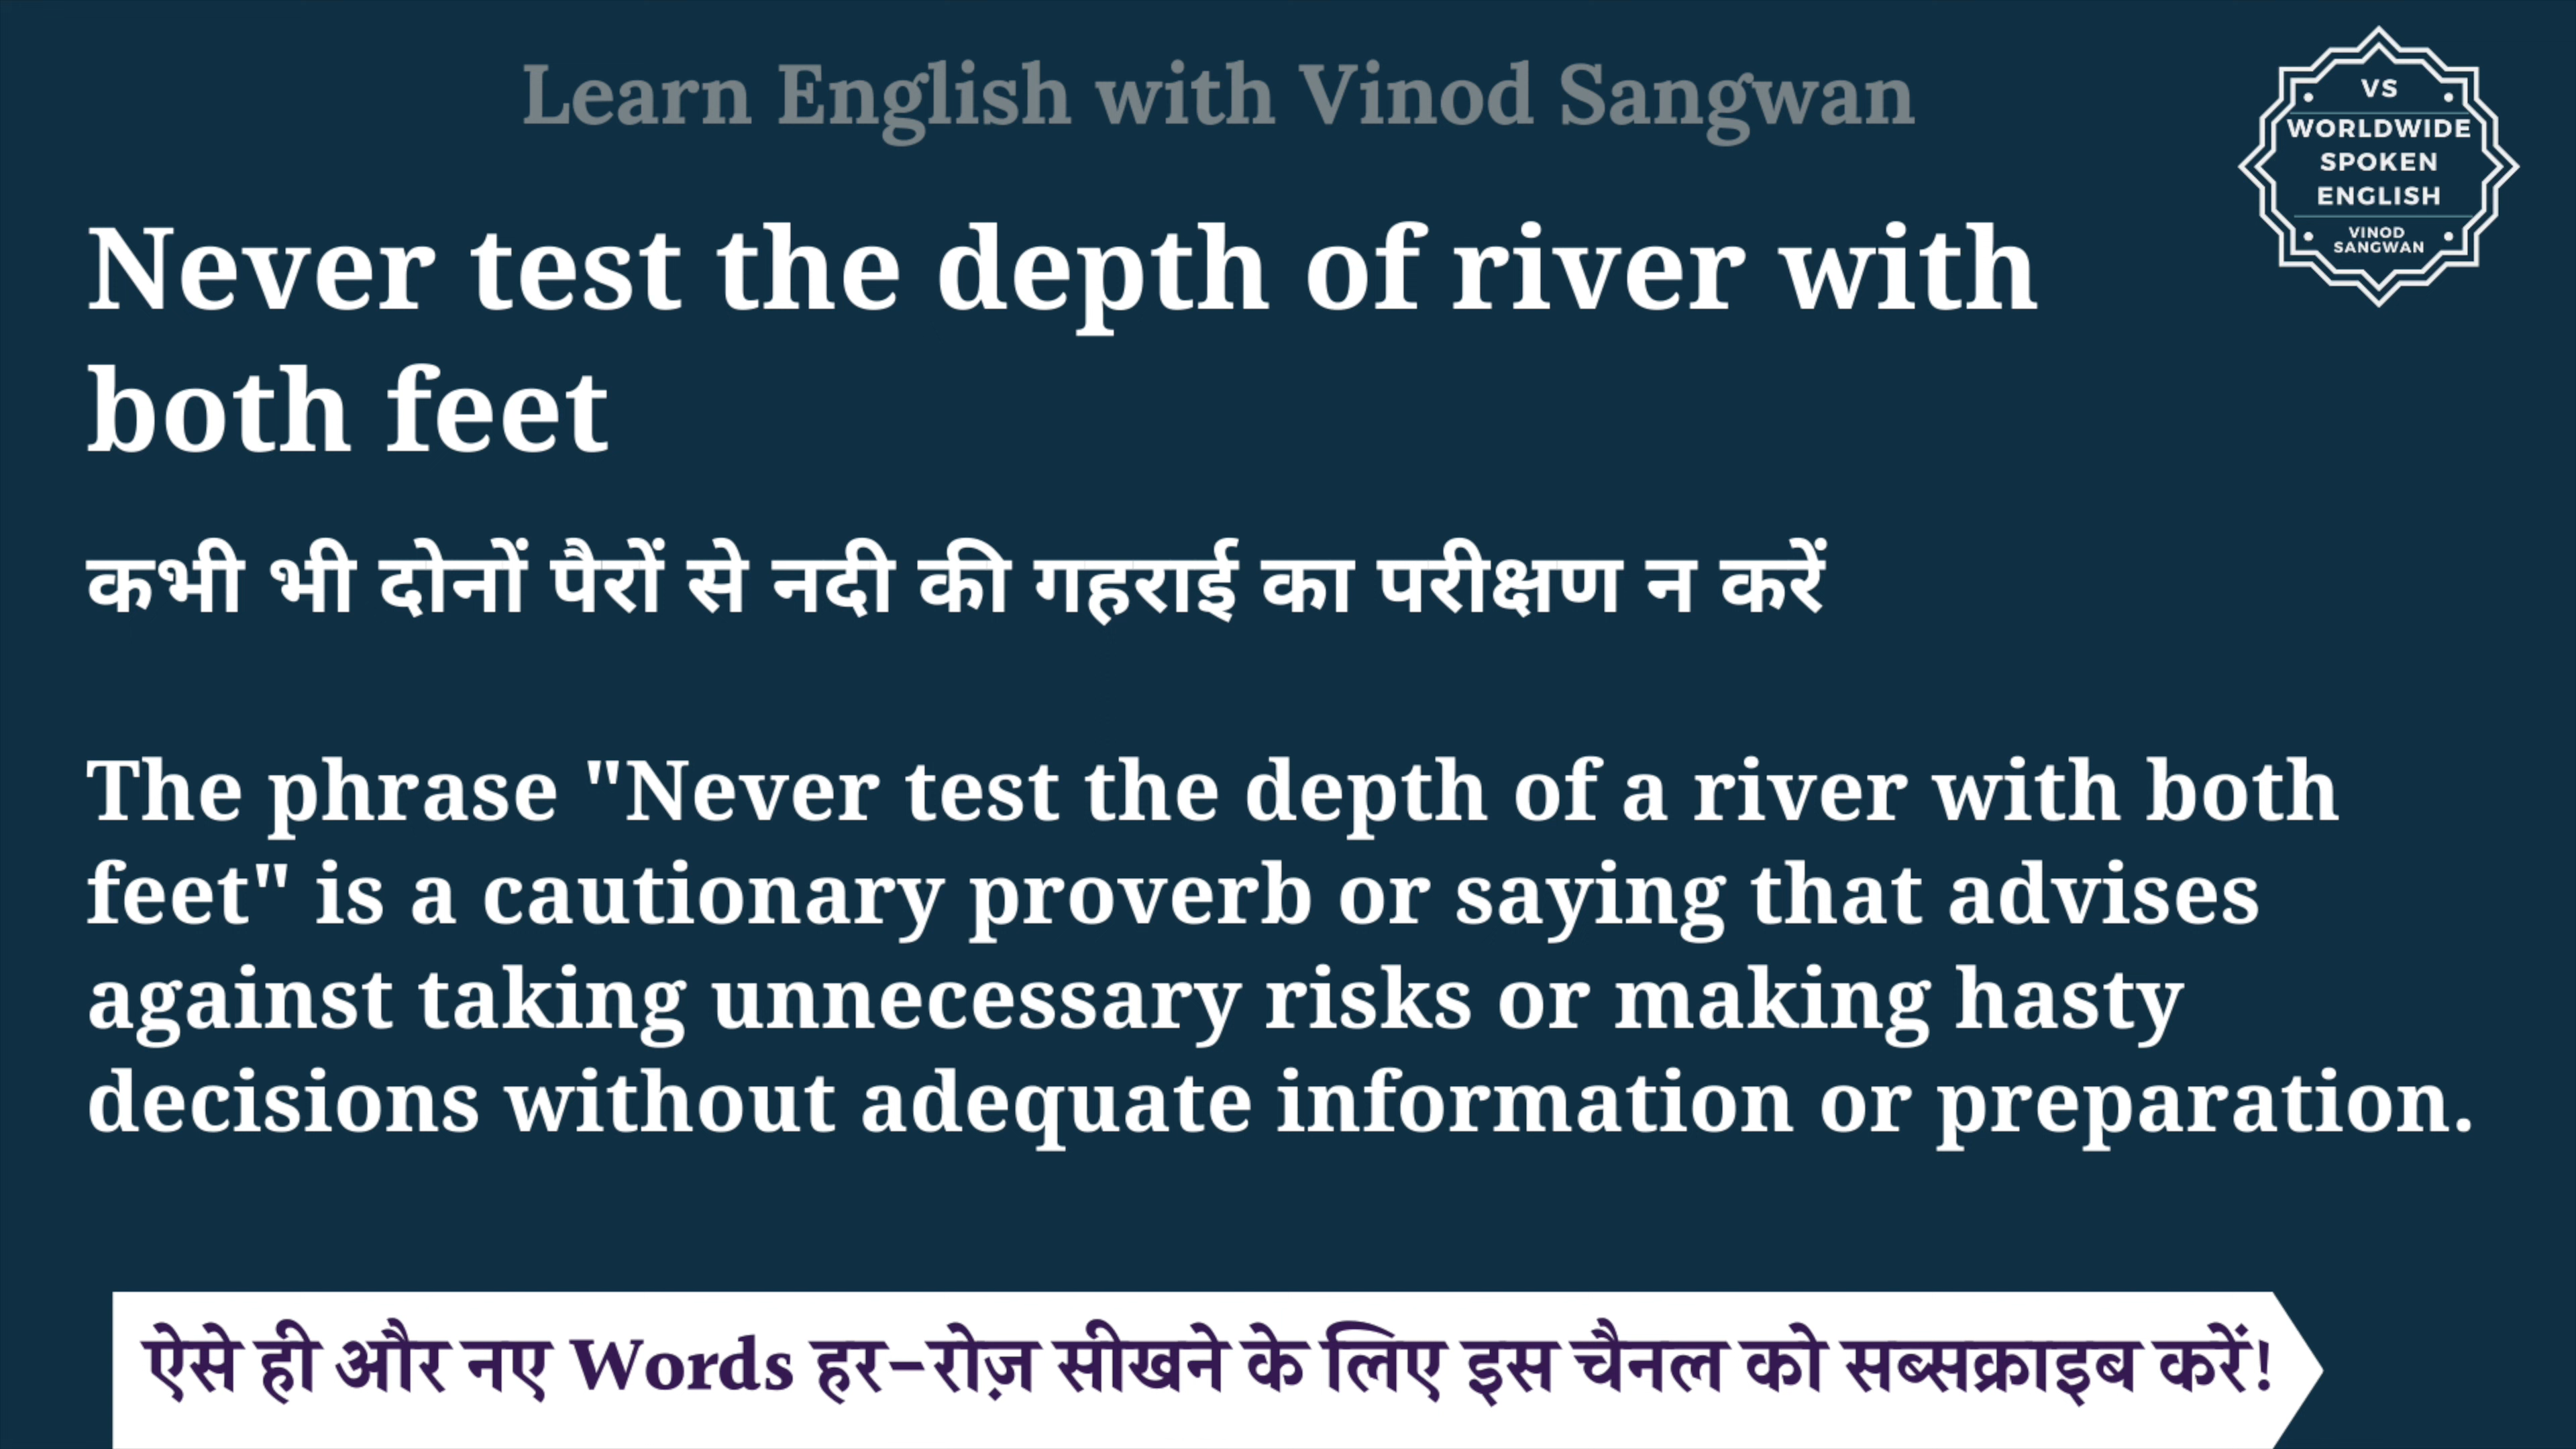 Learn English with Vinod Sangwan
VS
WORLDWIDE
SPOKEN
ENGLISH
VINOD
SANGWAN
Never test the depth of river with
both feet
कभी भी दोनों पैरों से नदी की गहराई का परीक्षण न करें
The phrase "Never test the depth of a river with both
feet" is a cautionary proverb or saying that advises
against taking unnecessary risks or making hasty
decisions without adequate information or preparation.
ऐसे ही और नए Words हर-रोज़ सीखने के लिए इस चैनल को सब्सक्राइब करें!